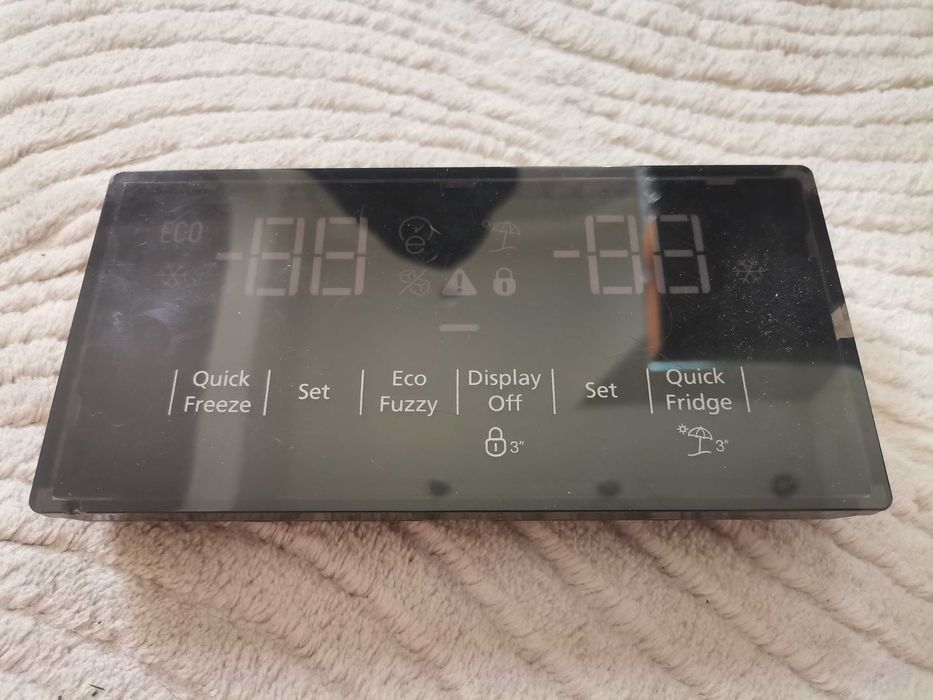 ECO -88 -88
Quick Freeze
Set
Eco Fuzzy
Display Off
Set
Quick Fridge
3"
3"